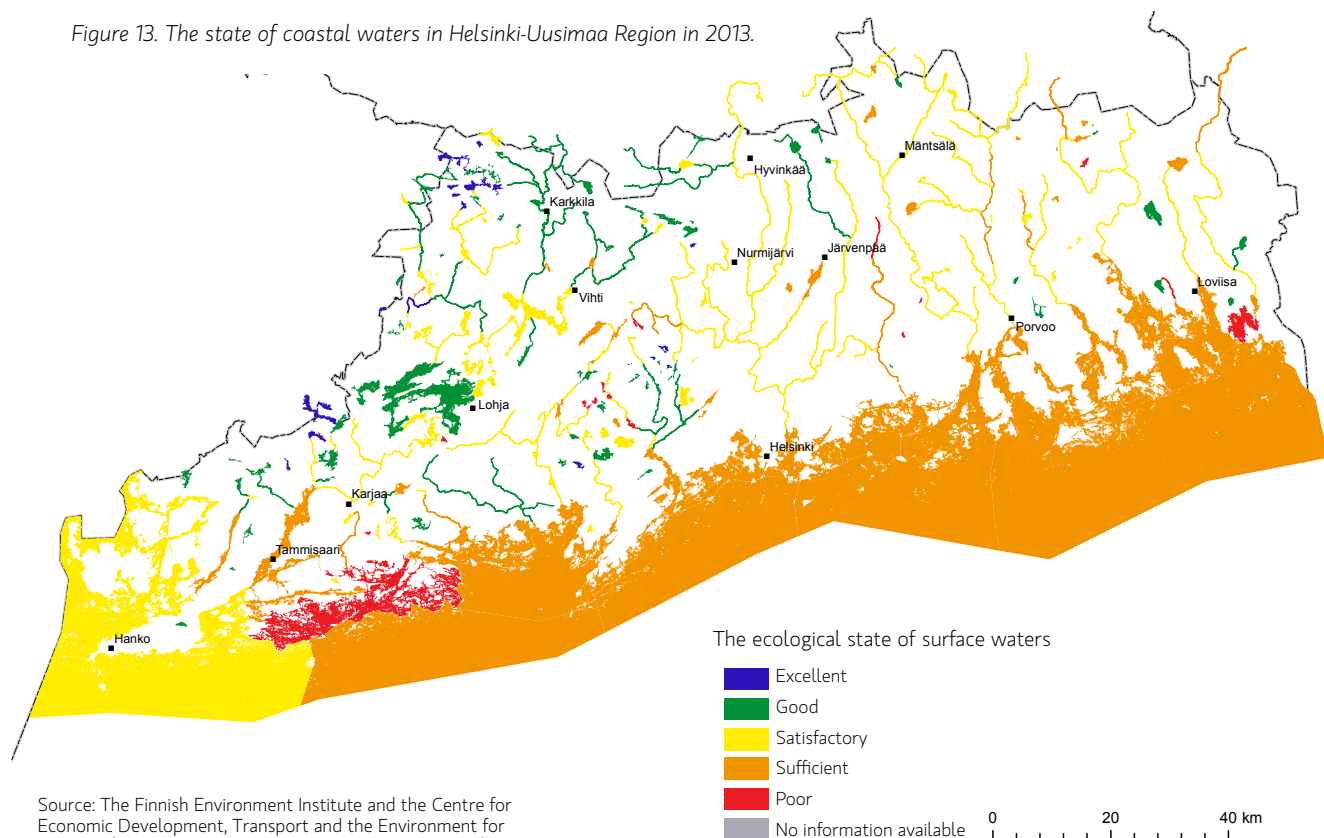 Figure 13. The state of coastal waters in Helsinki-Uusimaa Region in 2013.
Mäntsälä
Hyvinkää
Karkkila
Järvenpää
Nurmijärvi
Vihti
Loviisa
Porvoo
Lohja
Helsinki
Karjaa
Tammisaari
Hanko
The ecological state of surface waters
Excellent
Good
Satisfactory
Sufficient
Poor
No information available
0 20 40 km
Source: The Finnish Environment Institute and the Centre for
Economic Development, Transport and the Environment for